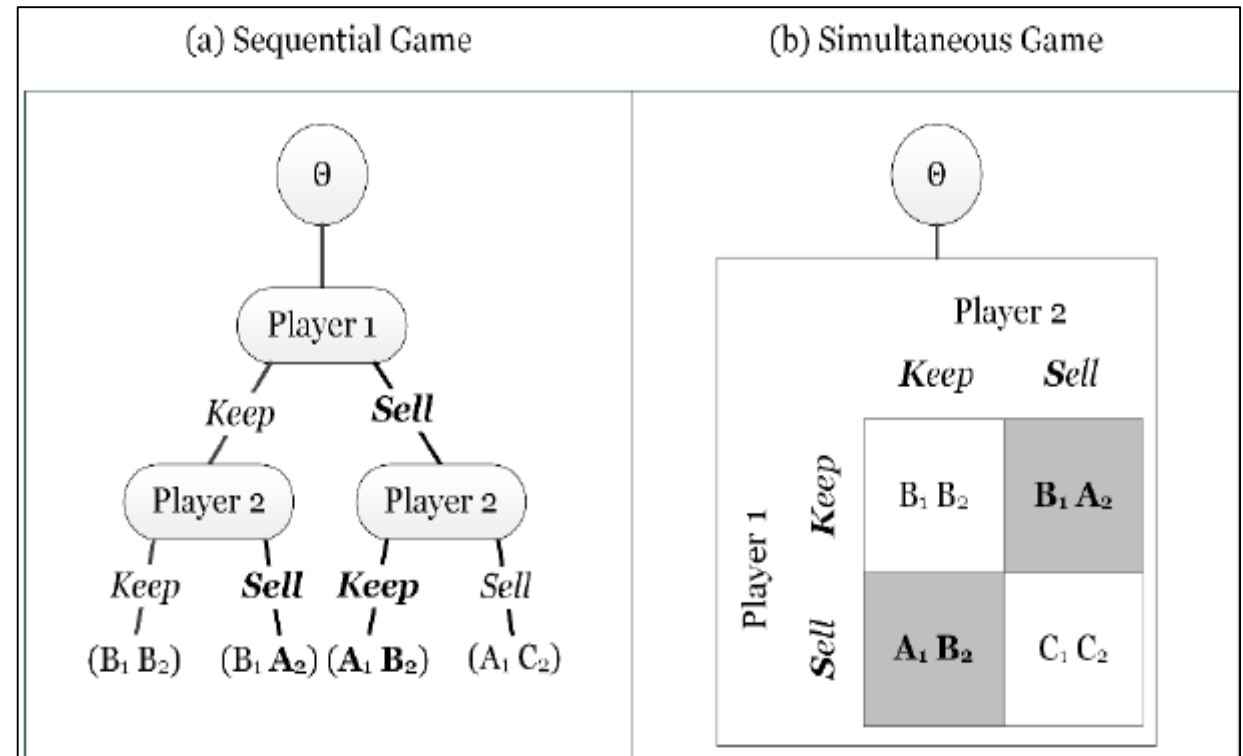 (a) Sequential Game
(b) Simultaneous Game
θ
Player 1
Keep Sell
Player 2 Player 2
Keep Sell Keep Sell
(B₁ B₂) (B₁ A₂) (A₁ B₂) (A₁ C₂)
θ
Player 2
Keep Sell
Player 1
Keep
B₁ B₂ B₁ A₂
Sell
A₁ B₂ C₁ C₂